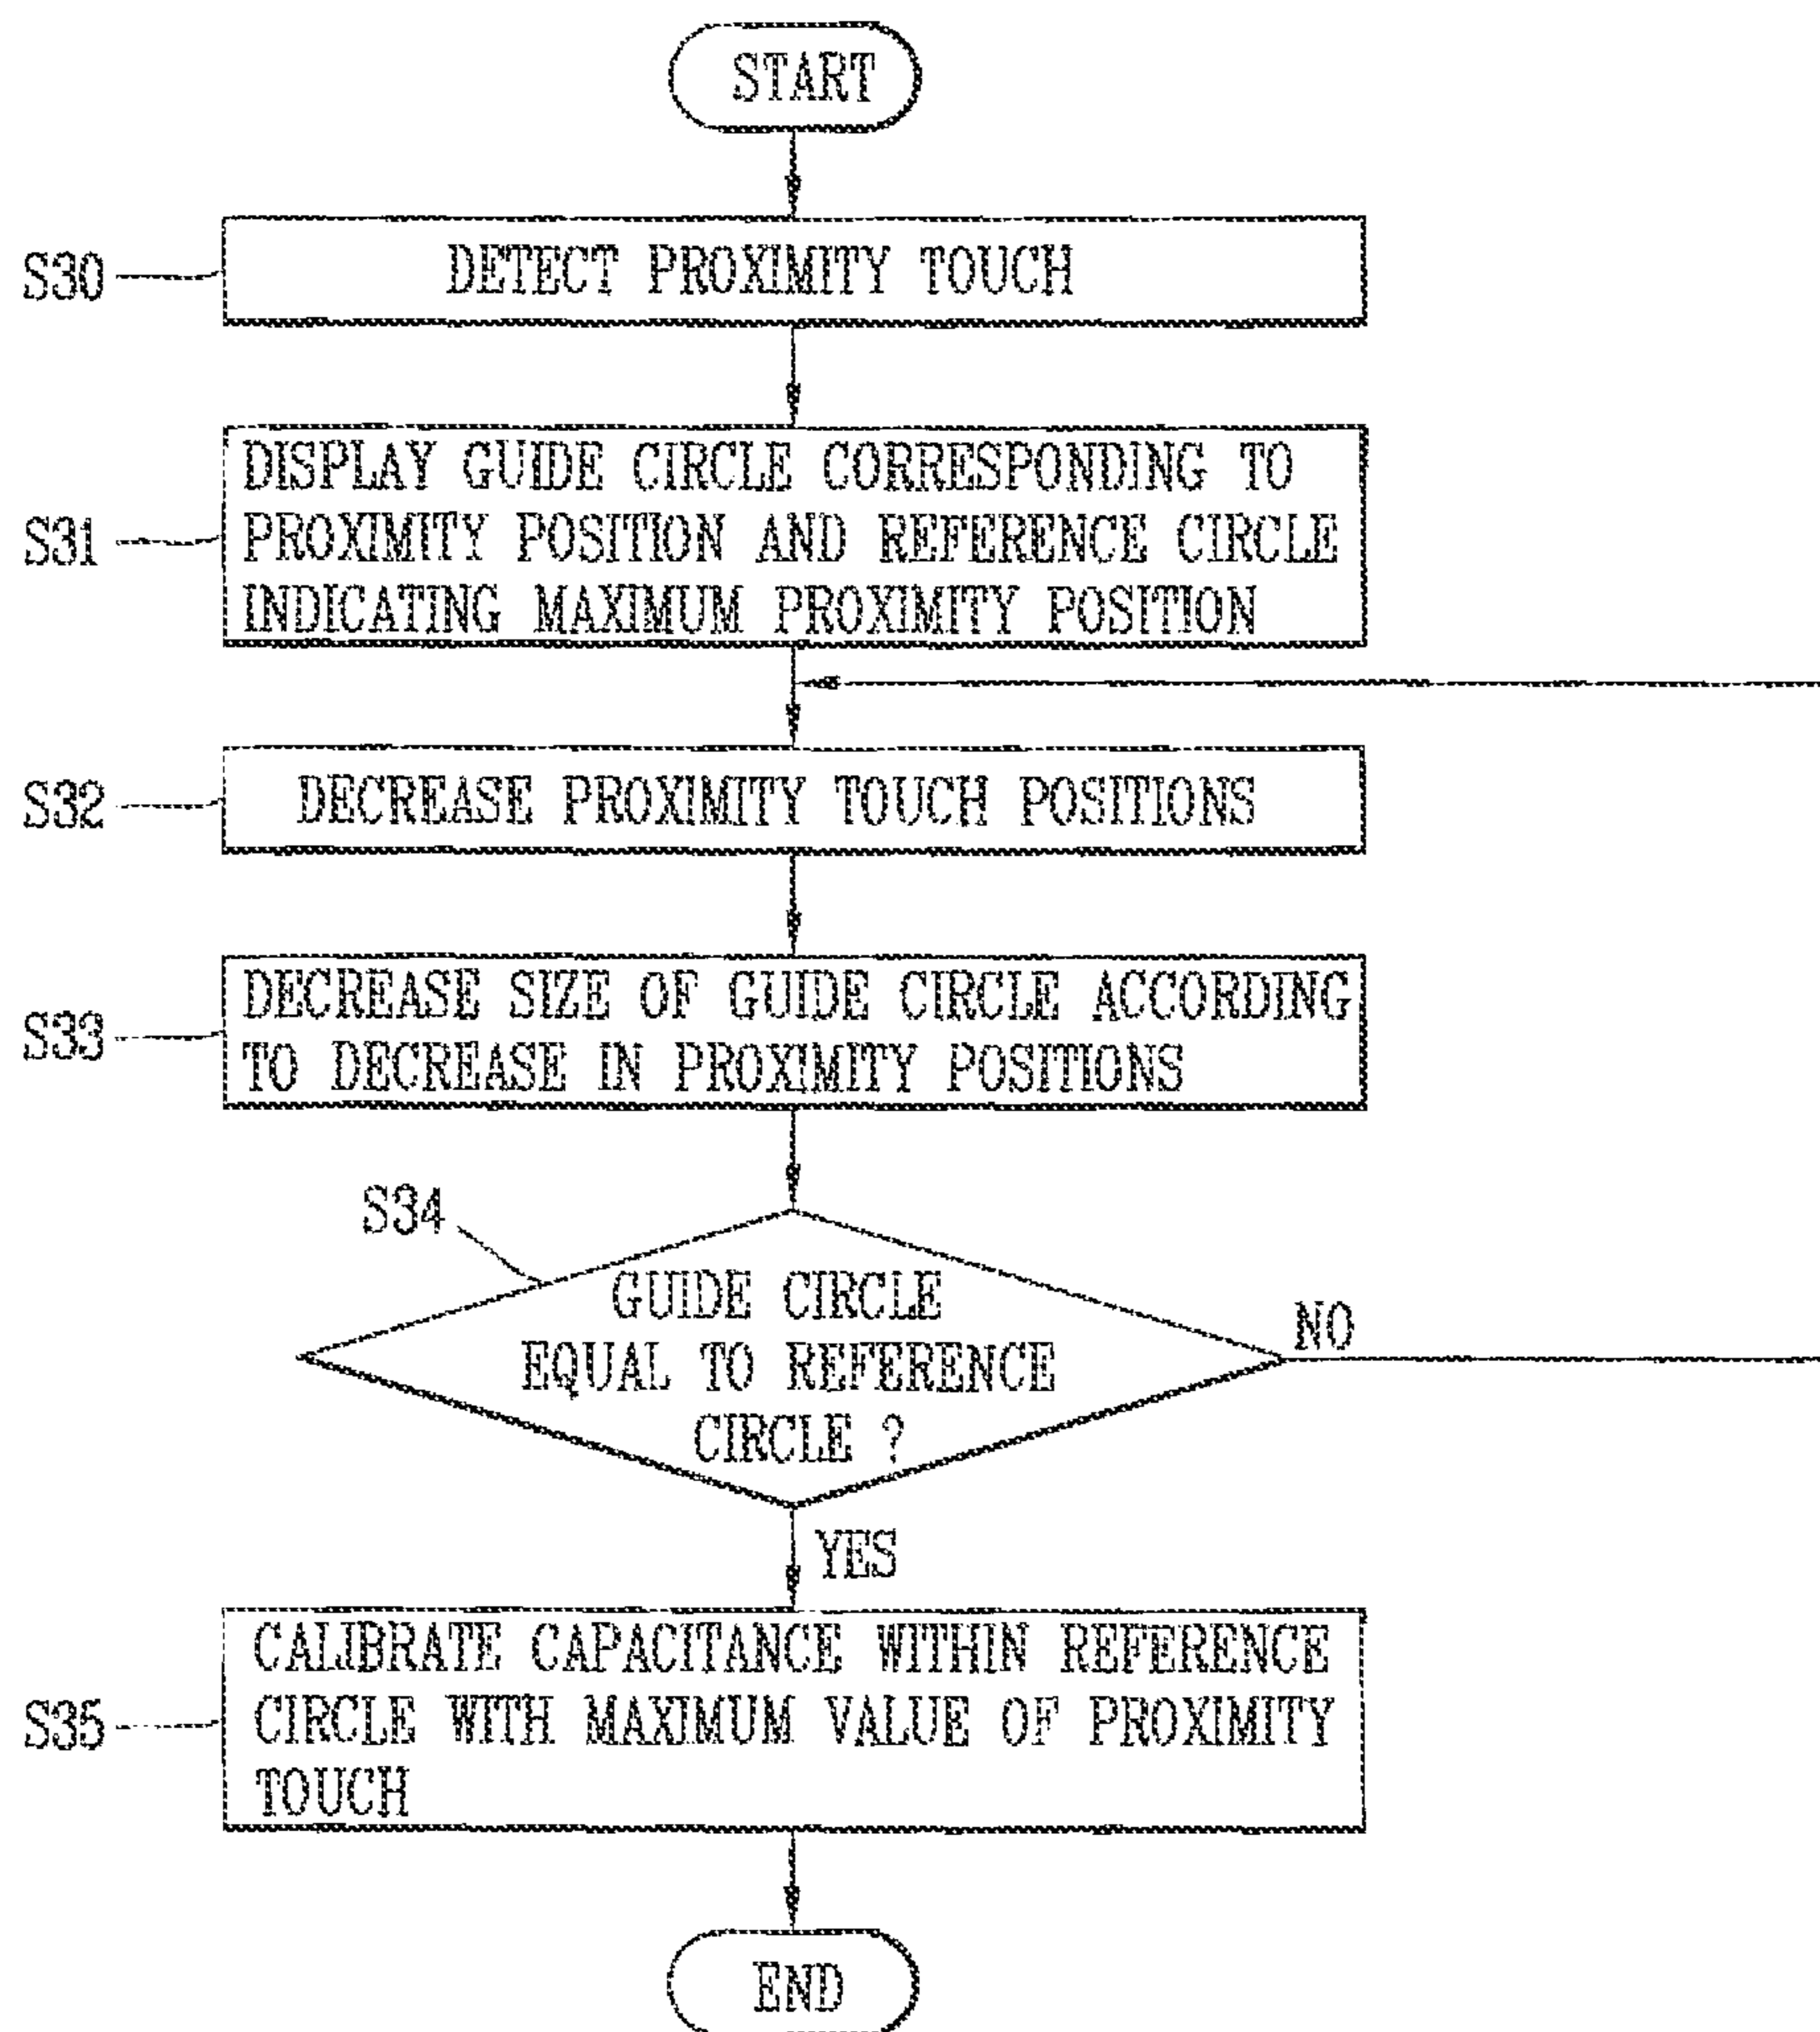 START
S30
DETECT PROXIMITY TOUCH
S31
DISPLAY GUIDE CIRCLE CORRESPONDING TO
PROXIMITY POSITION AND REFERENCE CIRCLE
INDICATING MAXIMUM PROXIMITY POSITION
S32
DECREASE PROXIMITY TOUCH POSITIONS
S33
DECREASE SIZE OF GUIDE CIRCLE ACCORDING
TO DECREASE IN PROXIMITY POSITIONS
S34
GUIDE CIRCLE
EQUAL TO REFERENCE
CIRCLE ?
NO
YES
S35
CALIBRATE CAPACITANCE WITHIN REFERENCE
CIRCLE WITH MAXIMUM VALUE OF PROXIMITY
TOUCH
END